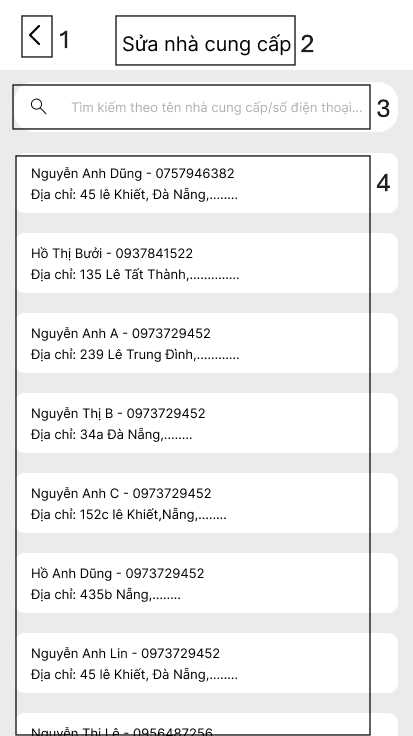 1
Sửa nhà cung cấp 2
Tìm kiếm theo tên nhà cung cấp/số điện thoại... 3
Nguyễn Anh Dũng - 0757946382
4
Địa chỉ: 45 lê Khiết, Đà Nẵng,........
Hồ Thị Bưởi - 0937841522
Địa chỉ: 135 Lê Tất Thành,..............
Nguyễn Anh A - 0973729452
Địa chỉ: 239 Lê Trung Đình,............
Nguyễn Thị B - 0973729452
Địa chỉ: 34a Đà Nẵng,........
Nguyễn Anh C - 0973729452
Địa chỉ: 152c lê Khiết,Nẵng,........
Hồ Anh Dũng - 0973729452
Địa chỉ: 435b Nẵng,........
Nguyễn Anh Lin - 0973729452
Địa chỉ: 45 lê Khiết, Đà Nẵng,........
Nguyễn Thị Lê - 0956487256